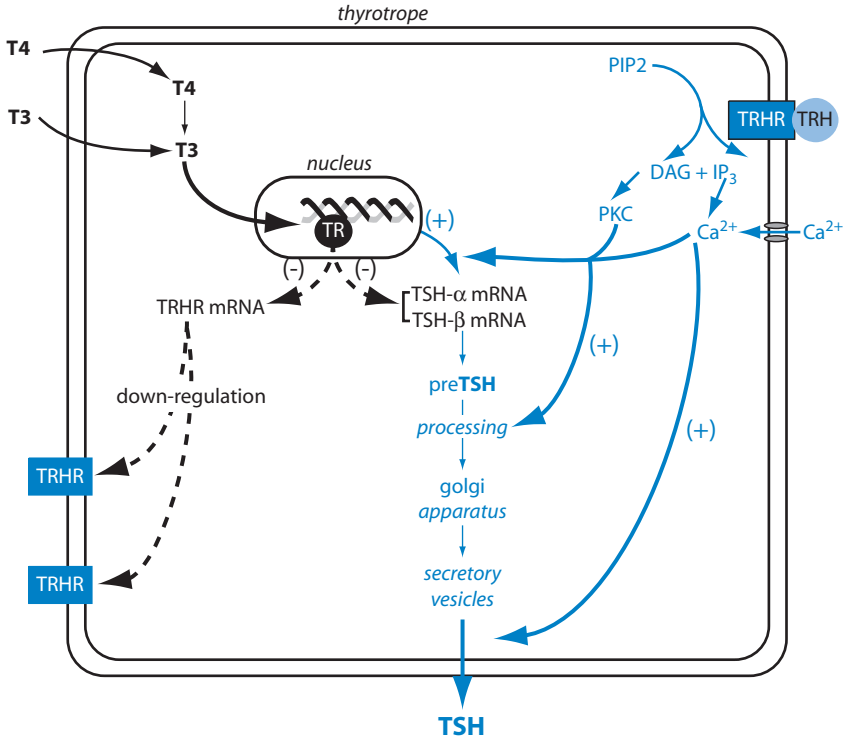 thyrotrope
T4
T4
T3
T3
PIP2
TRHR
TRH
nucleus
TR
DAG + IP₃
PKC
(+)
Ca²⁺
Ca²⁺
(-)
(-)
TRHR mRNA
TSH-α mRNA
TSH-β mRNA
(+)
preTSH
down-regulation
processing
(+)
TRHR
golgi
apparatus
TRHR
secretory
vesicles
TSH